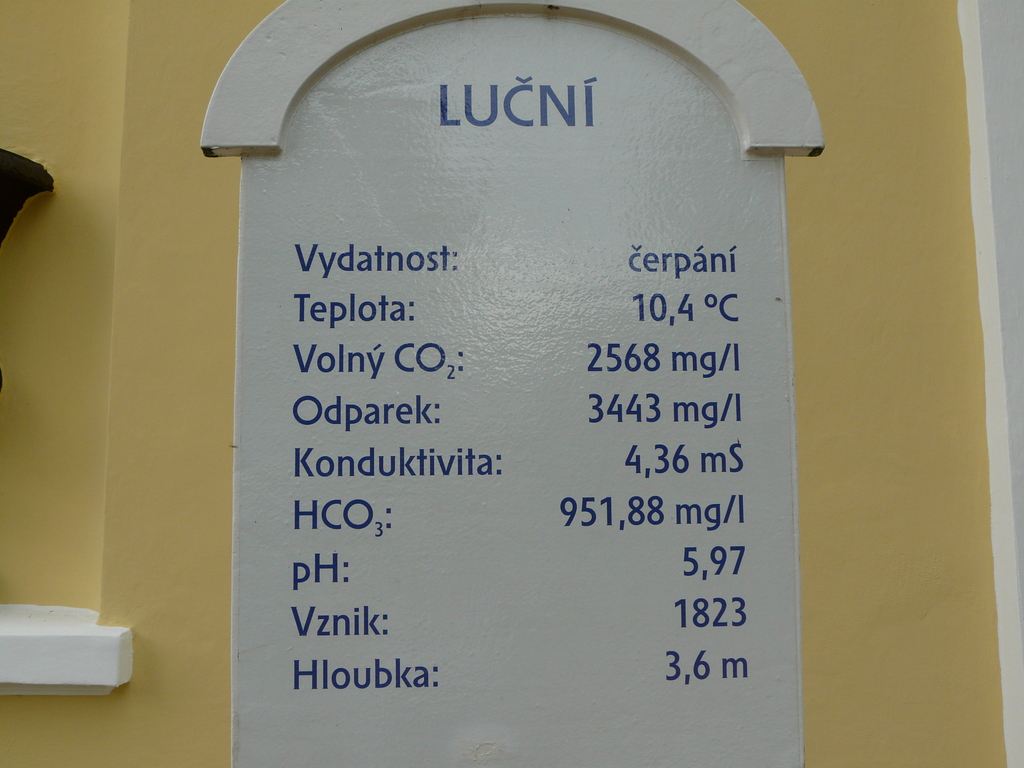 LUČNÍ
Vydatnost: čerpání
Teplota: 10,4 ºC
Volný CO₂: 2568 mg/l
Odparek: 3443 mg/l
Konduktivita: 4,36 mS
HCO₃: 951,88 mg/l
pH: 5,97
Vznik: 1823
Hloubka: 3,6 m